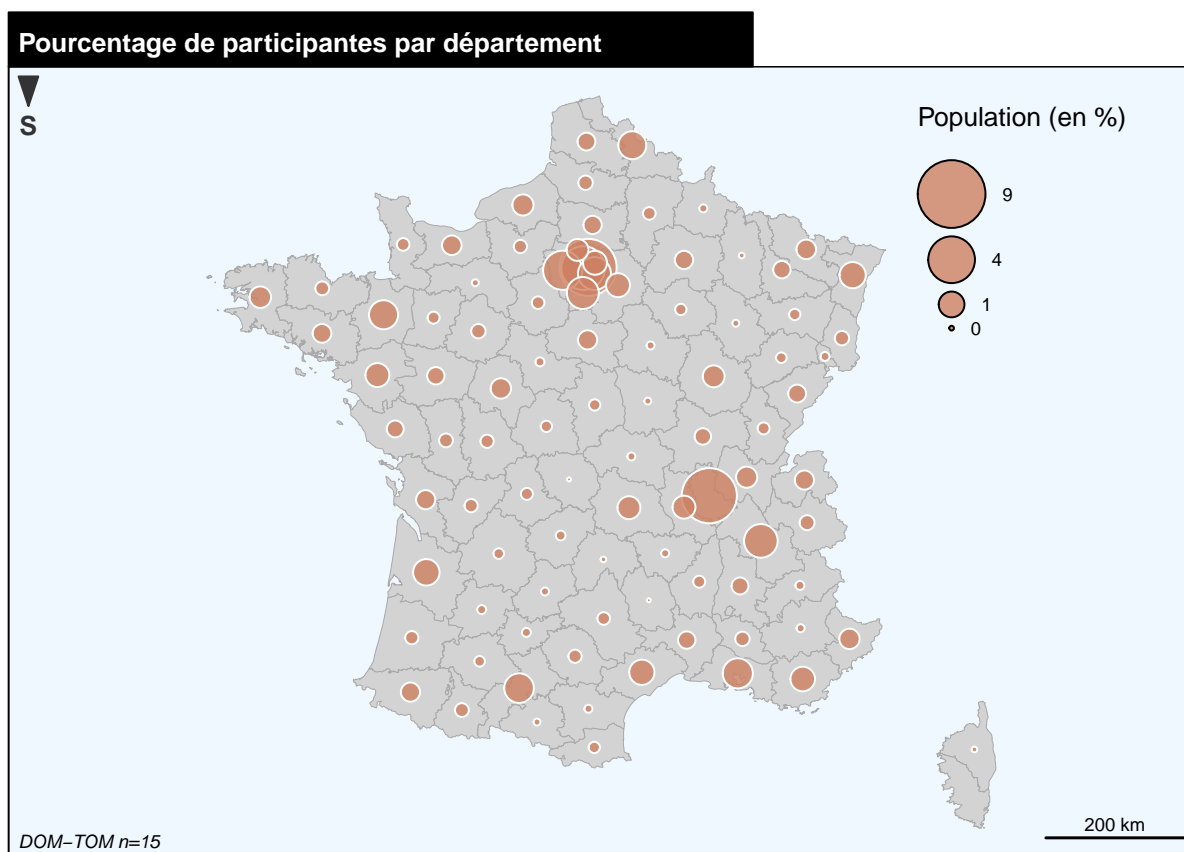 Pourcentage de participantes par département
S
Population (en %)
9
4
1
0
DOM−TOM n=15
200 km